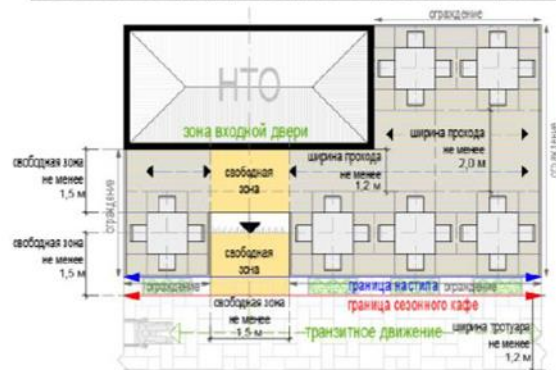 ограждение
НТО
зона входной двери
свободная зона
не менее
1,5 м
ограждение
свободная
зона
ширина прохода
не менее
1,2 м
ширина прохода
не менее
2,0 м
ограждение
свободная зона
не менее
1,5 м
свободная
зона
ограждение
граница настила
ограждение
граница сезонного кафе
свободная зона
не менее
1,5 м
транзитное движение
ширина тротуара
не менее
1,2 м